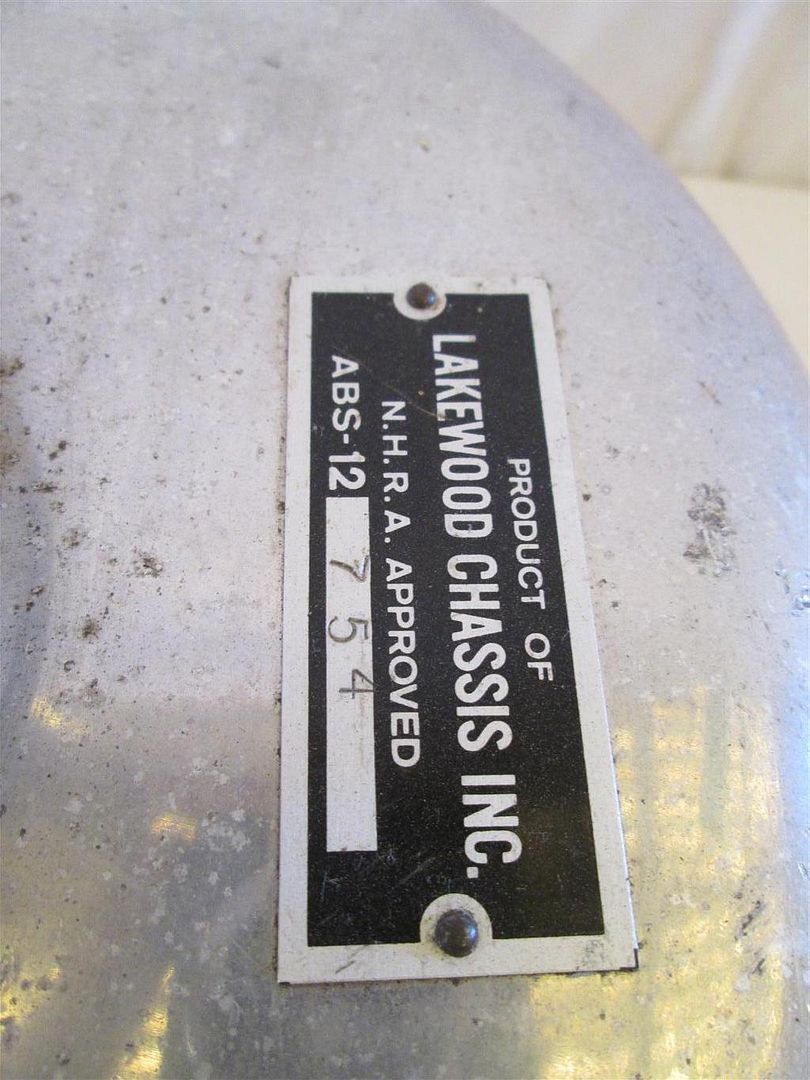 PRODUCT OF
LAKEWOOD CHASSIS INC.
N.H.R.A. APPROVED
ABS-12 754